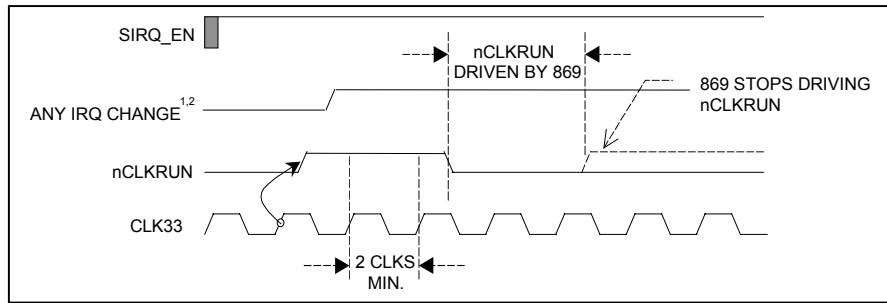 SIRQ_EN
nCLKRUN
DRIVEN BY 869
869 STOPS DRIVING
nCLKRUN
ANY IRQ CHANGE1,2
nCLKRUN
CLK33
2 CLKS
MIN.